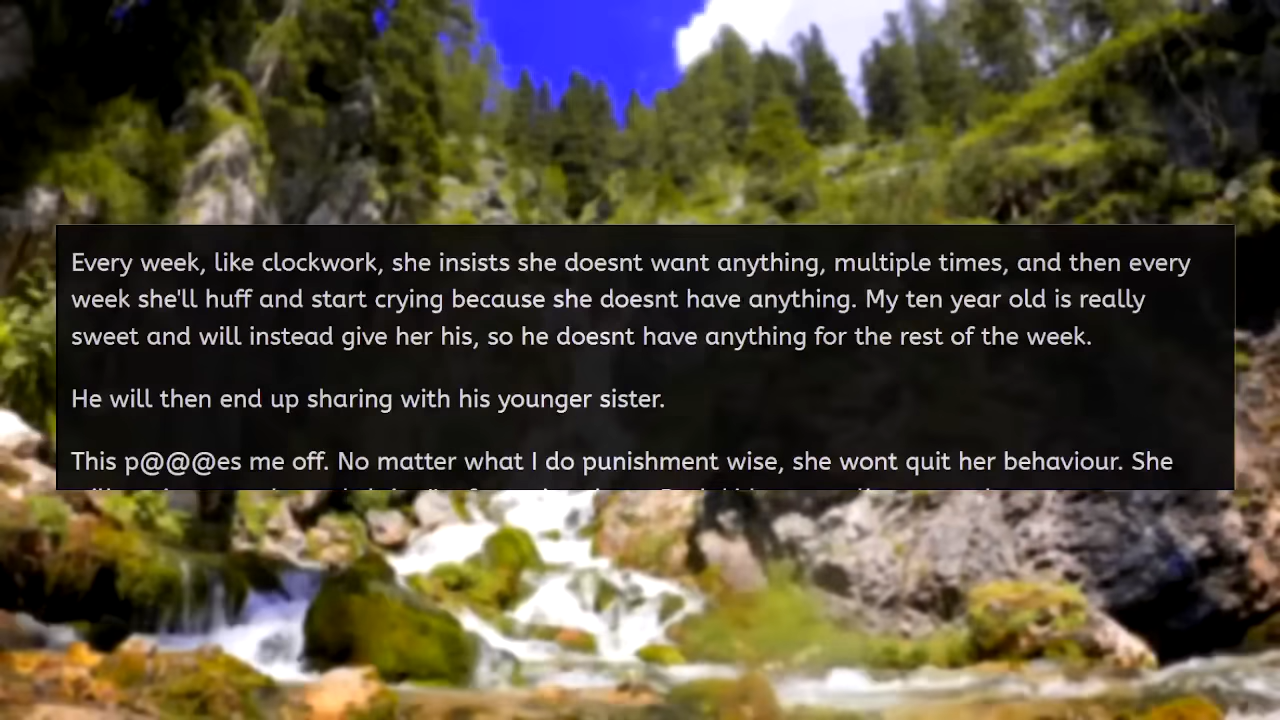 Every week, like clockwork, she insists she doesnt want anything, multiple times, and then every
week she'll huff and start crying because she doesnt have anything. My ten year old is really
sweet and will instead give her his, so he doesnt have anything for the rest of the week.
He will then end up sharing with his younger sister.
This p@@@es me off. No matter what I do punishment wise, she wont quit her behaviour. She